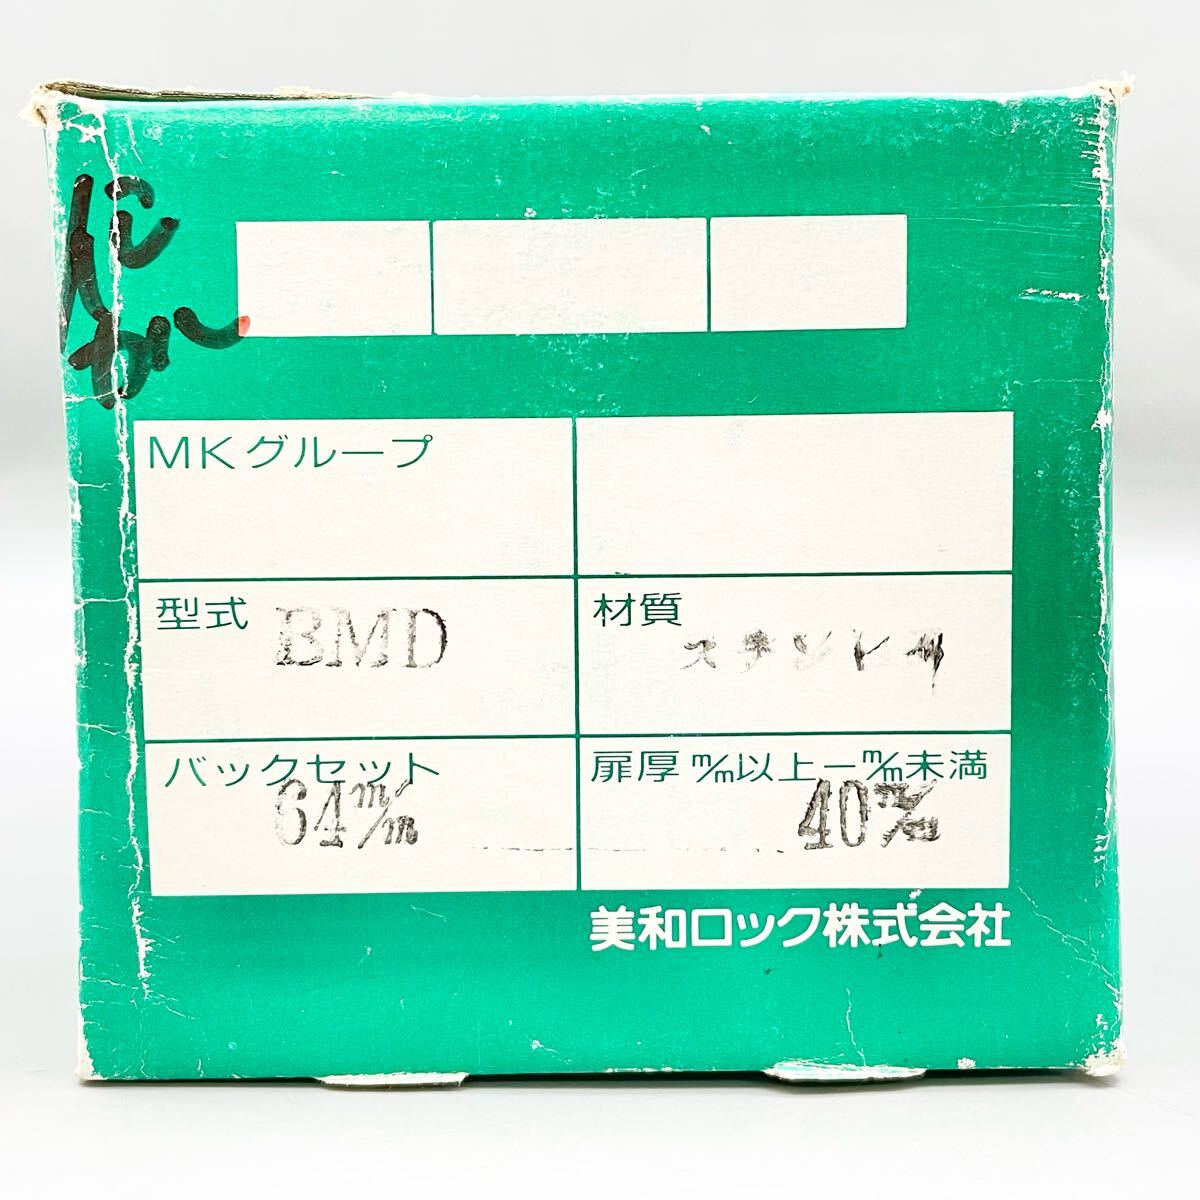 MKグループ
型式 BMD
材質 ステンレス
バックセット
64m/m
扉厚 m/m以上ーm/m未満
40m/m
美和ロック株式会社